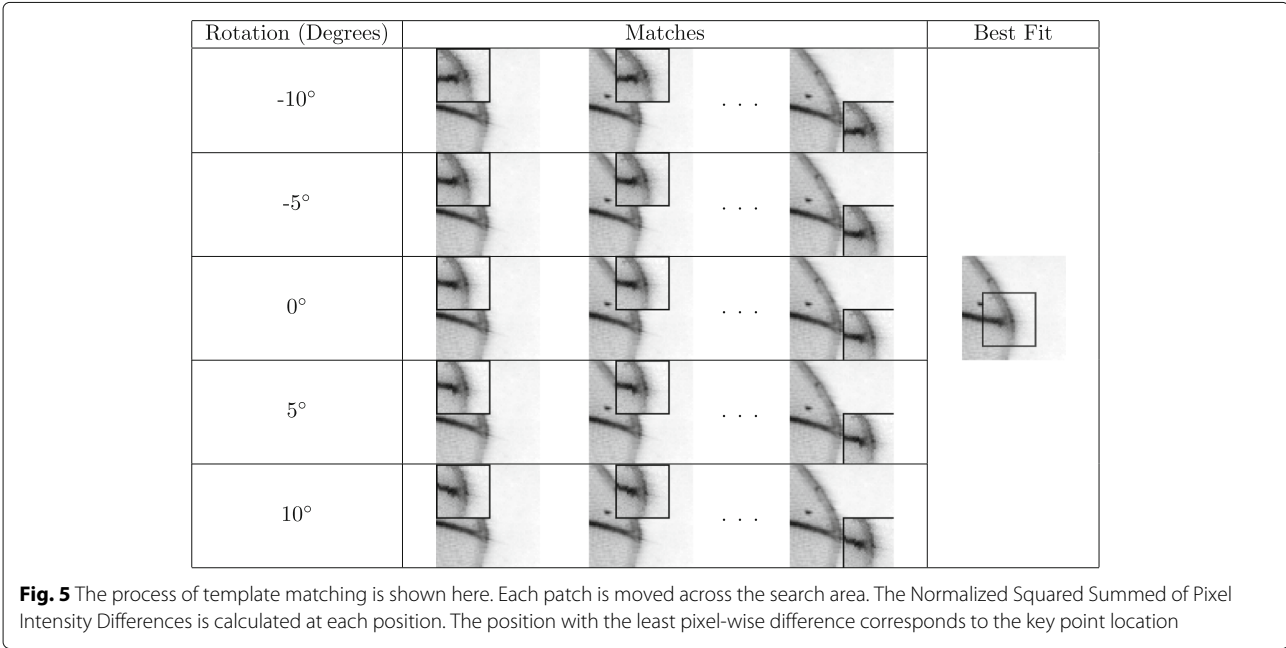 Rotation (Degrees) Matches Best Fit
-10°
. . .
-5°
. . .
0°
. . .
5°
. . .
10°
. . .
Fig. 5 The process of template matching is shown here. Each patch is moved across the search area. The Normalized Squared Summed of Pixel
Intensity Differences is calculated at each position. The position with the least pixel-wise difference corresponds to the key point location